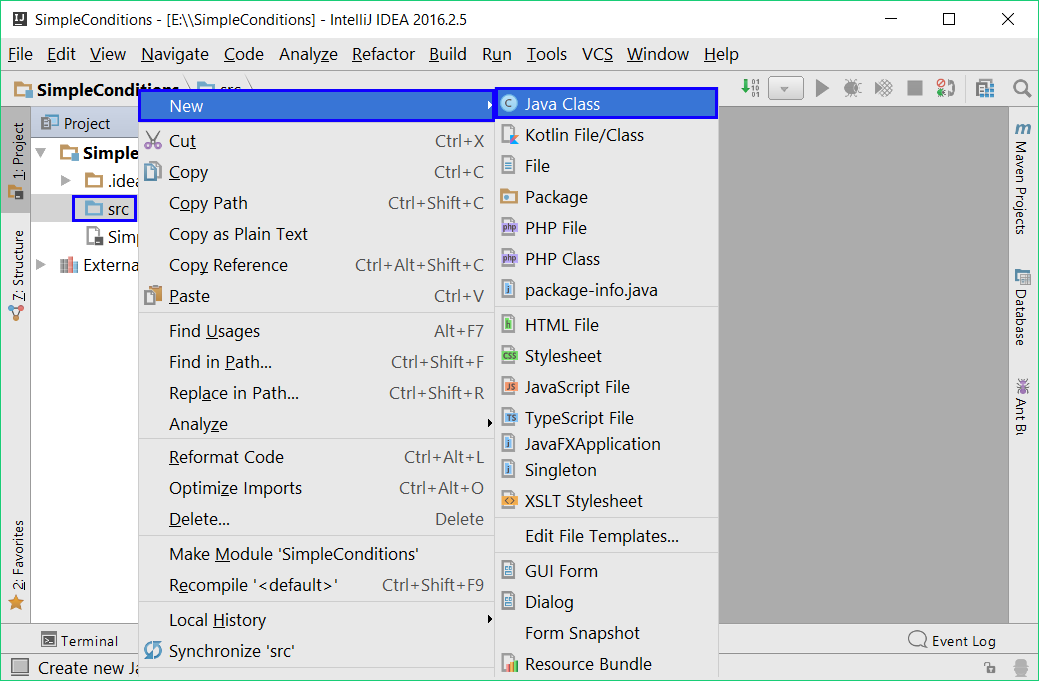 SimpleConditions - [E:\\SimpleConditions] - IntelliJ IDEA 2016.2.5
File Edit View Navigate Code Analyze Refactor Build Run Tools VCS Window Help
SimpleConditions src
Project
1: Project
Simple
.idea
src
Sim
Externa
7: Structure
2: Favorites
New
Cut Ctrl+X
Copy Ctrl+C
Copy Path Ctrl+Shift+C
Copy as Plain Text
Copy Reference Ctrl+Alt+Shift+C
Paste Ctrl+V
Find Usages Alt+F7
Find in Path... Ctrl+Shift+F
Replace in Path... Ctrl+Shift+R
Analyze
Reformat Code Ctrl+Alt+L
Optimize Imports Ctrl+Alt+O
Delete... Delete
Make Module 'SimpleConditions'
Recompile '<default>' Ctrl+Shift+F9
Local History
Synchronize 'src'
Java Class
Kotlin File/Class
File
Package
PHP File
PHP Class
package-info.java
HTML File
Stylesheet
JavaScript File
TypeScript File
JavaFXApplication
Singleton
XSLT Stylesheet
Edit File Templates...
GUI Form
Dialog
Form Snapshot
Resource Bundle
Maven Projects
Database
Ant Bu
Terminal
Event Log
Create new Ja